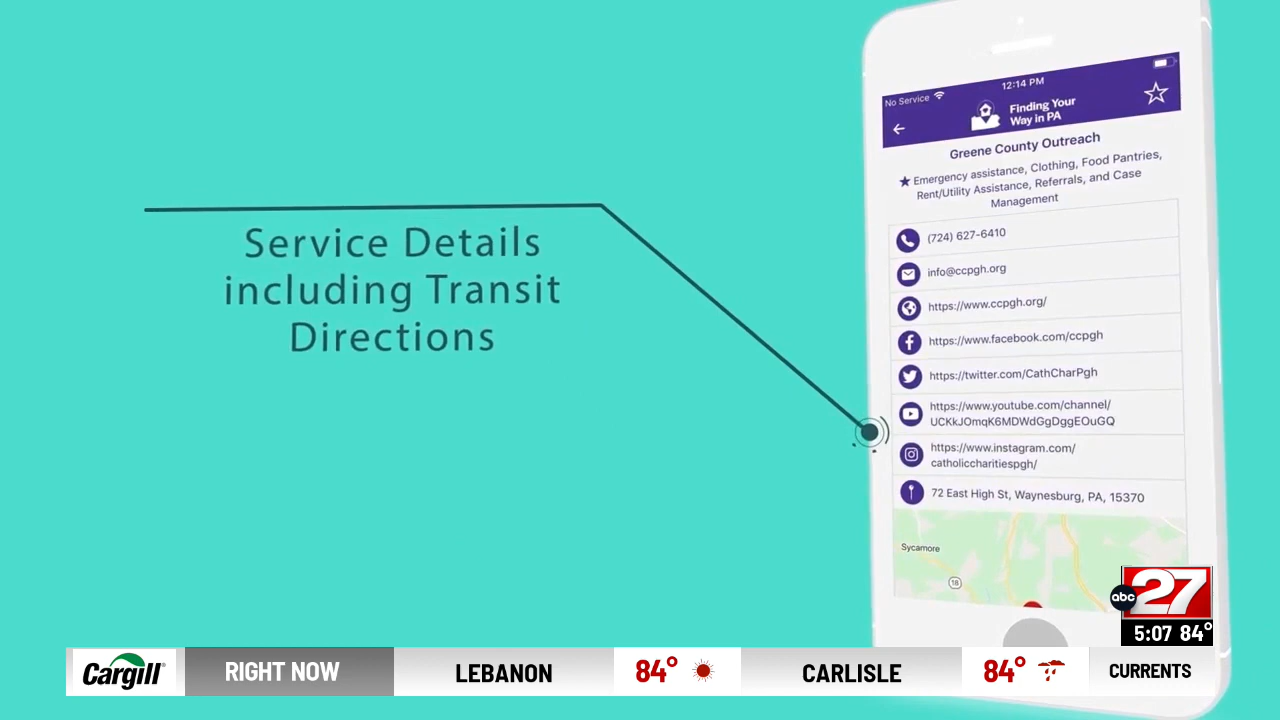 Service Details
including Transit
Directions
No Service
12:14 PM
Finding Your
Way in PA
Greene County Outreach
★ Emergency assistance, Clothing, Food Pantries,
Rent/Utility Assistance, Referrals, and Case
Management
(724) 627-6410
info@ccpgh.org
https://www.ccpgh.org/
https://www.facebook.com/ccpgh
https://twitter.com/CathCharPgh
https://www.youtube.com/channel/
UCKkJOmqK6MDWdGgDggEOuGQ
https://www.instagram.com/
catholiccharitiespgh/
72 East High St, Waynesburg, PA, 15370
Sycamore
18
abc 27
5:07 84°
Cargill
RIGHT NOW
LEBANON
84°
CARLISLE
84°
CURRENTS